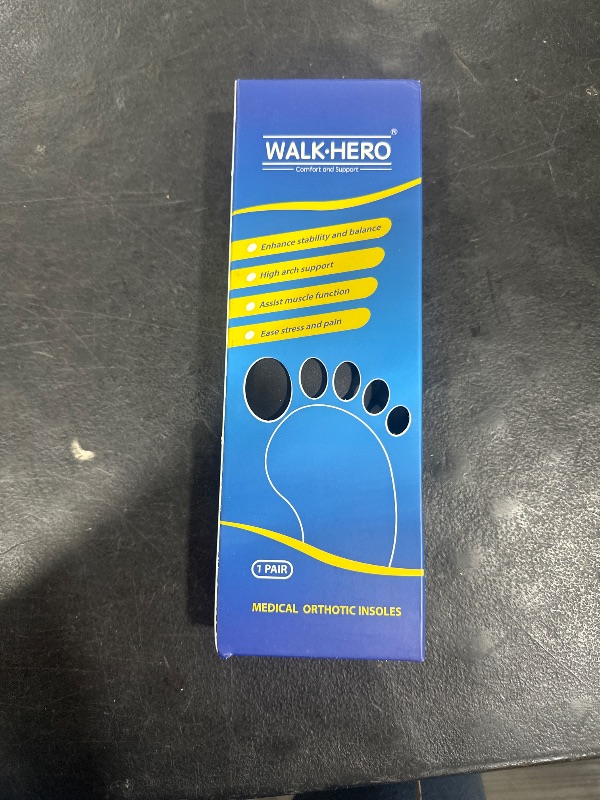 WALK·HERO®
Comfort and Support
Enhance stability and balance
High arch support
Assist muscle function
Ease stress and pain
1 PAIR
MEDICAL ORTHOTIC INSOLES